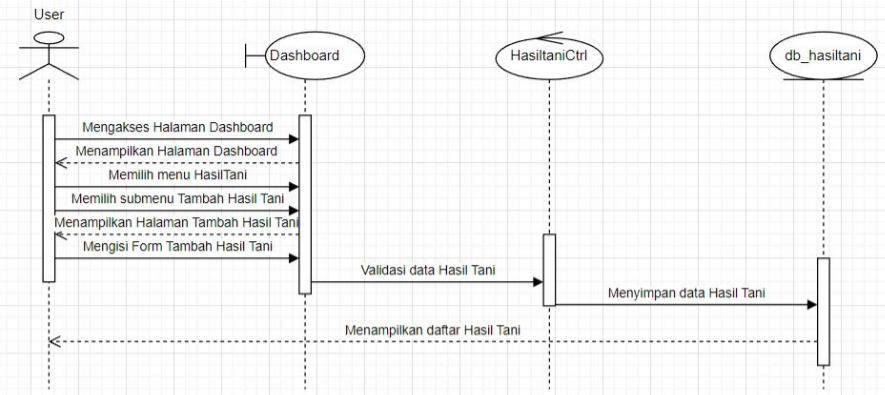 User
Dashboard
HasiltaniCtrl
db_hasiltani
Mengakses Halaman Dashboard
Menampilkan Halaman Dashboard
Memilih menu HasilTani
Memilih submenu Tambah Hasil Tani
Menampilkan Halaman Tambah Hasil Tani
Mengisi Form Tambah Hasil Tani
Validasi data Hasil Tani
Menyimpan data Hasil Tani
Menampilkan daftar Hasil Tani